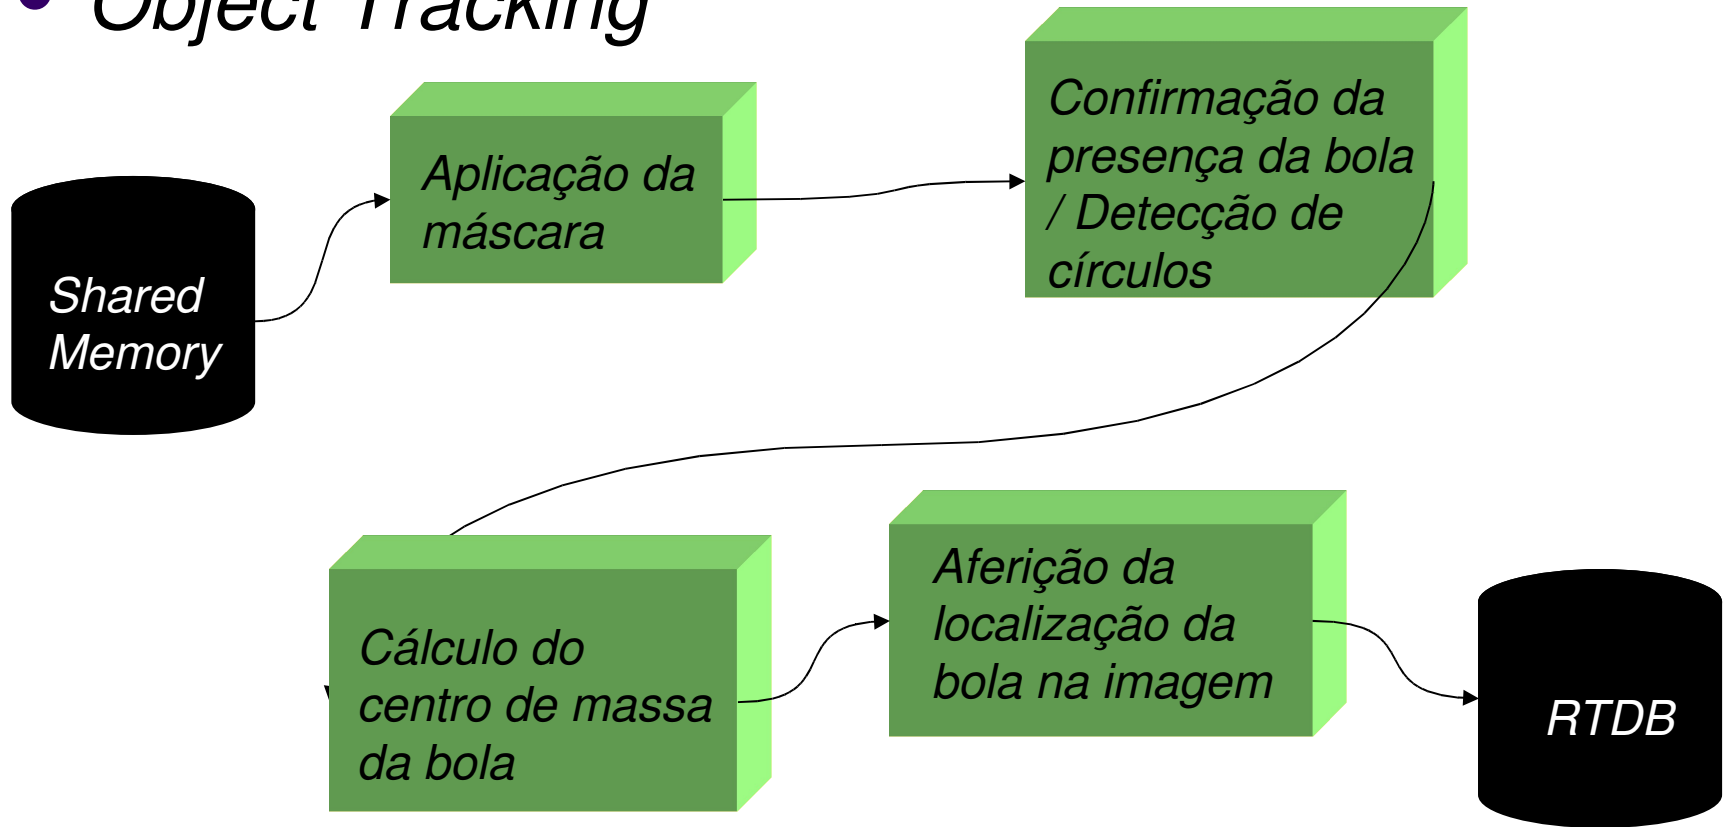 • Object Tracking
Aplicação da
máscara
Confirmação da
presença da bola
/ Detecção de
círculos
Shared
Memory
Cálculo do
centro de massa
da bola
Aferição da
localização da
bola na imagem
RTDB